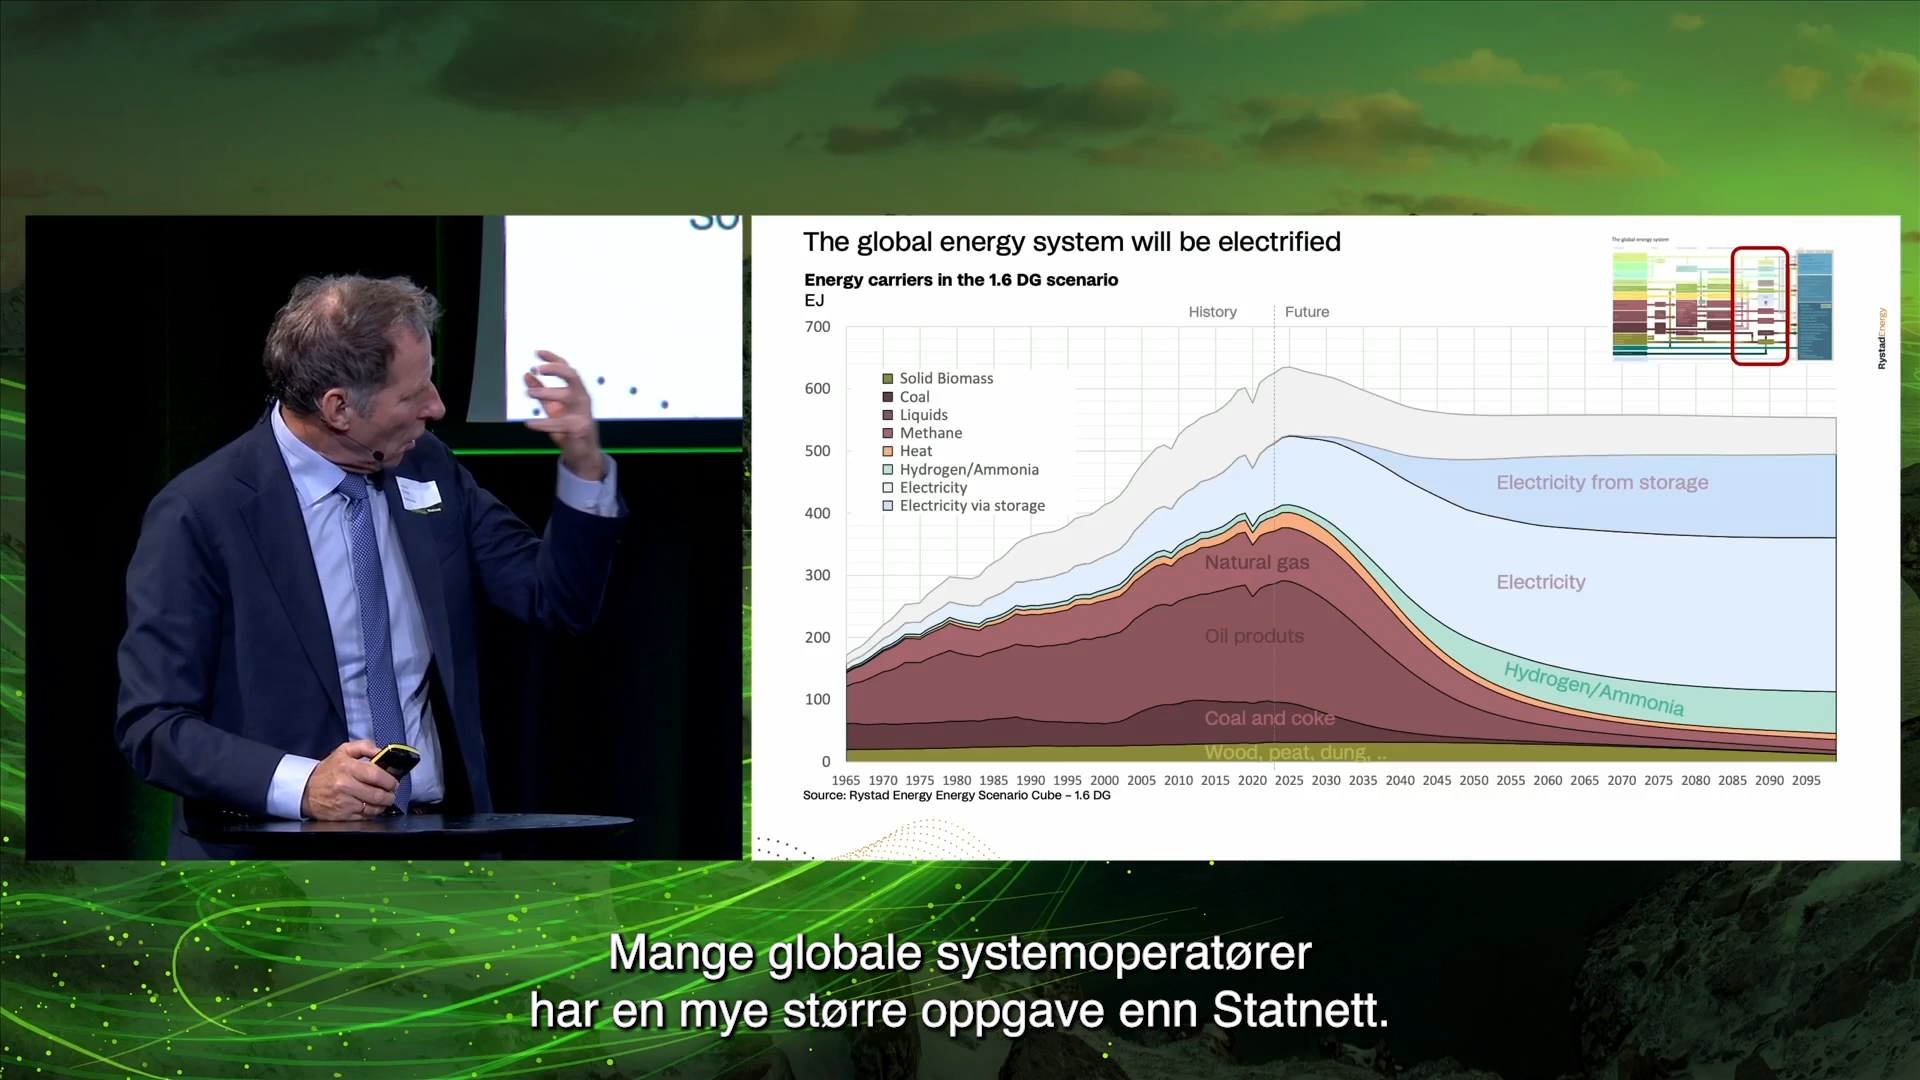 The global energy system will be electrified
Energy carriers in the 1.6 DG scenario
EJ
The global energy system
History
Future
700
600
500
400
300
200
100
0
Solid Biomass
Coal
Liquids
Methane
Heat
Hydrogen/Ammonia
Electricity
Electricity via storage
Electricity from storage
Electricity
Natural gas
Oil produts
Hydrogen/Ammonia
Coal and coke
Wood, peat, dung, ..
1965 1970 1975 1980 1985 1990 1995 2000 2005 2010 2015 2020 2025 2030 2035 2040 2045 2050 2055 2060 2065 2070 2075 2080 2085 2090 2095
Source: Rystad Energy Energy Scenario Cube – 1.6 DG
RystadEnergy
Mange globale systemoperatører
har en mye større oppgave enn Statnett.